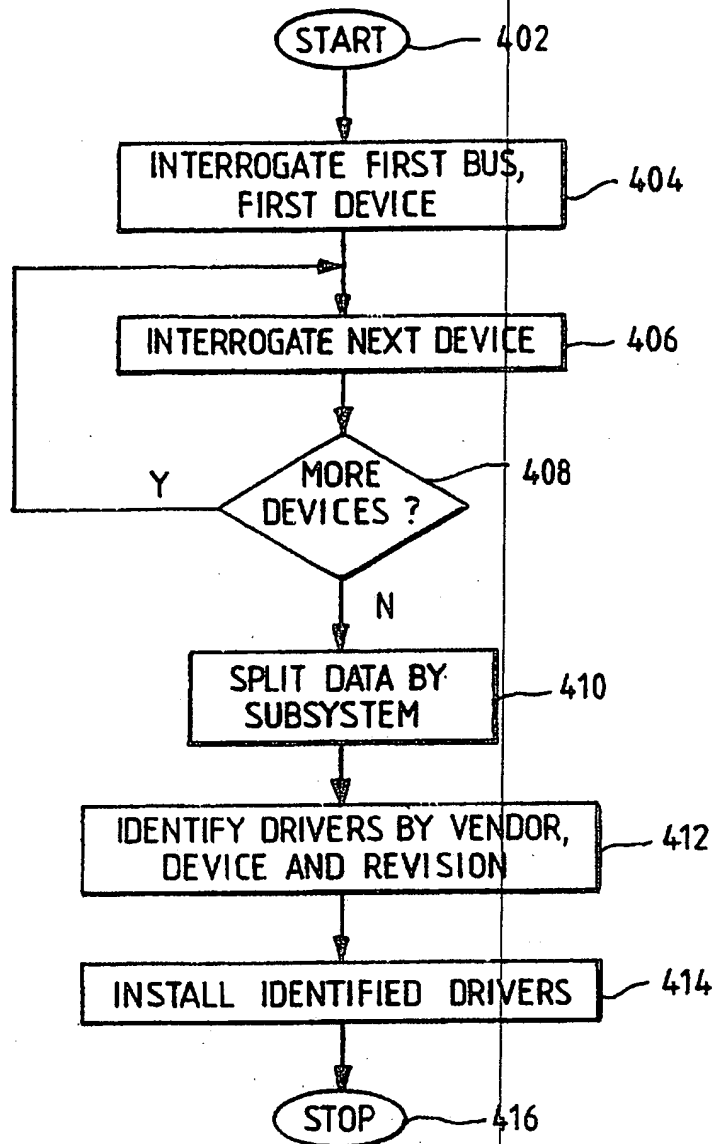 START
402
INTERROGATE FIRST BUS,
FIRST DEVICE
404
INTERROGATE NEXT DEVICE
406
MORE
DEVICES ?
408
Y
N
SPLIT DATA BY
SUBSYSTEM
410
IDENTIFY DRIVERS BY VENDOR,
DEVICE AND REVISION
412
INSTALL IDENTIFIED DRIVERS
414
STOP
416